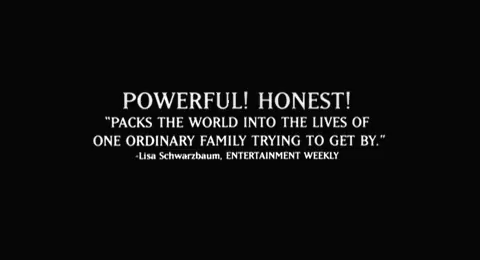 POWERFUL! HONEST!
"PACKS THE WORLD INTO THE LIVES OF
ONE ORDINARY FAMILY TRYING TO GET BY."
-Lisa Schwarzbaum, ENTERTAINMENT WEEKLY